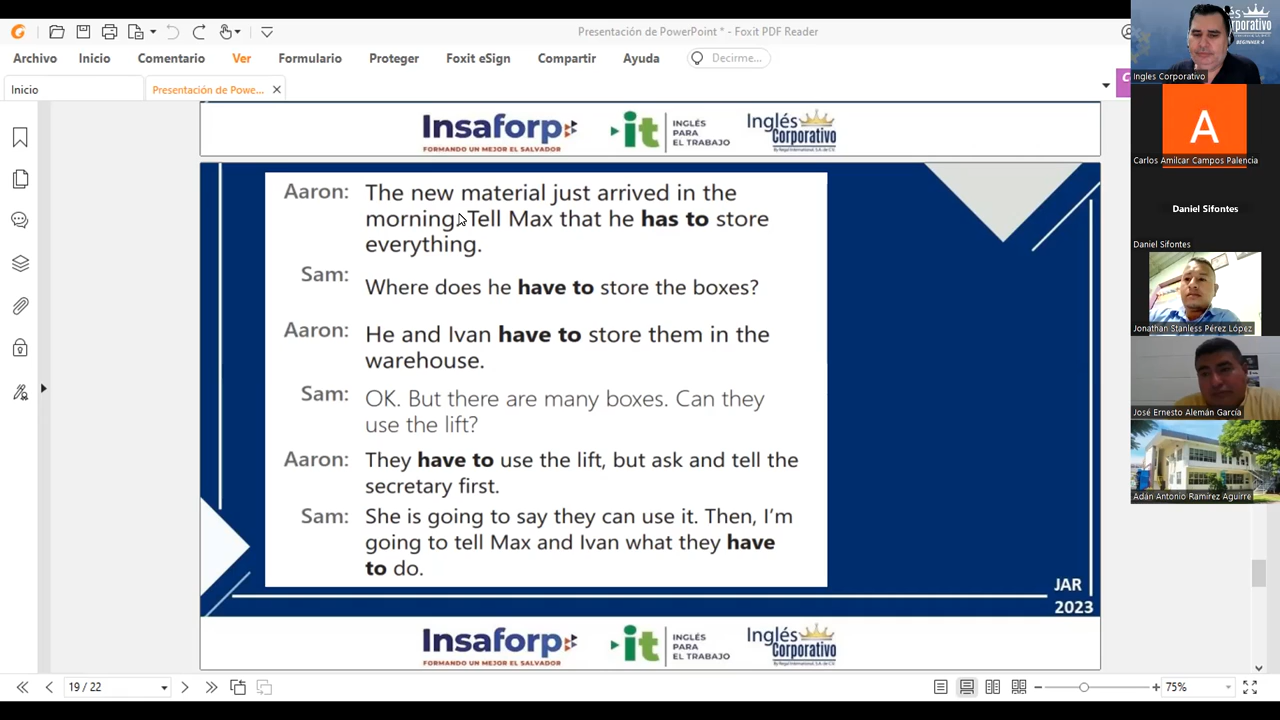 Presentación de PowerPoint * - Foxit PDF Reader
Archivo Inicio Comentario Ver Formulario Proteger Foxit eSign Compartir Ayuda Decirme...
Inicio Presentación de Powe...
Insaforp
FORMANDO UN MEJOR EL SALVADOR
it INGLÉS PARA EL TRABAJO
Inglés Corporativo
Aaron: The new material just arrived in the
morning. Tell Max that he has to store
everything.
Sam: Where does he have to store the boxes?
Aaron: He and Ivan have to store them in the
warehouse.
Sam: OK. But there are many boxes. Can they
use the lift?
Aaron: They have to use the lift, but ask and tell the
secretary first.
Sam: She is going to say they can use it. Then, I'm
going to tell Max and Ivan what they have
to do.
JAR
2023
Insaforp
FORMANDO UN MEJOR EL SALVADOR
it INGLÉS PARA EL TRABAJO
Inglés Corporativo
19 / 22
75%
BEGINNER 4
Ingles Corporativo
A
Carlos Amilcar Campos Palencia
Daniel Sifontes
Daniel Sifontes
Jonathan Stanless Pérez López
José Ernesto Alemán García
Adán Antonio Ramírez Aguirre